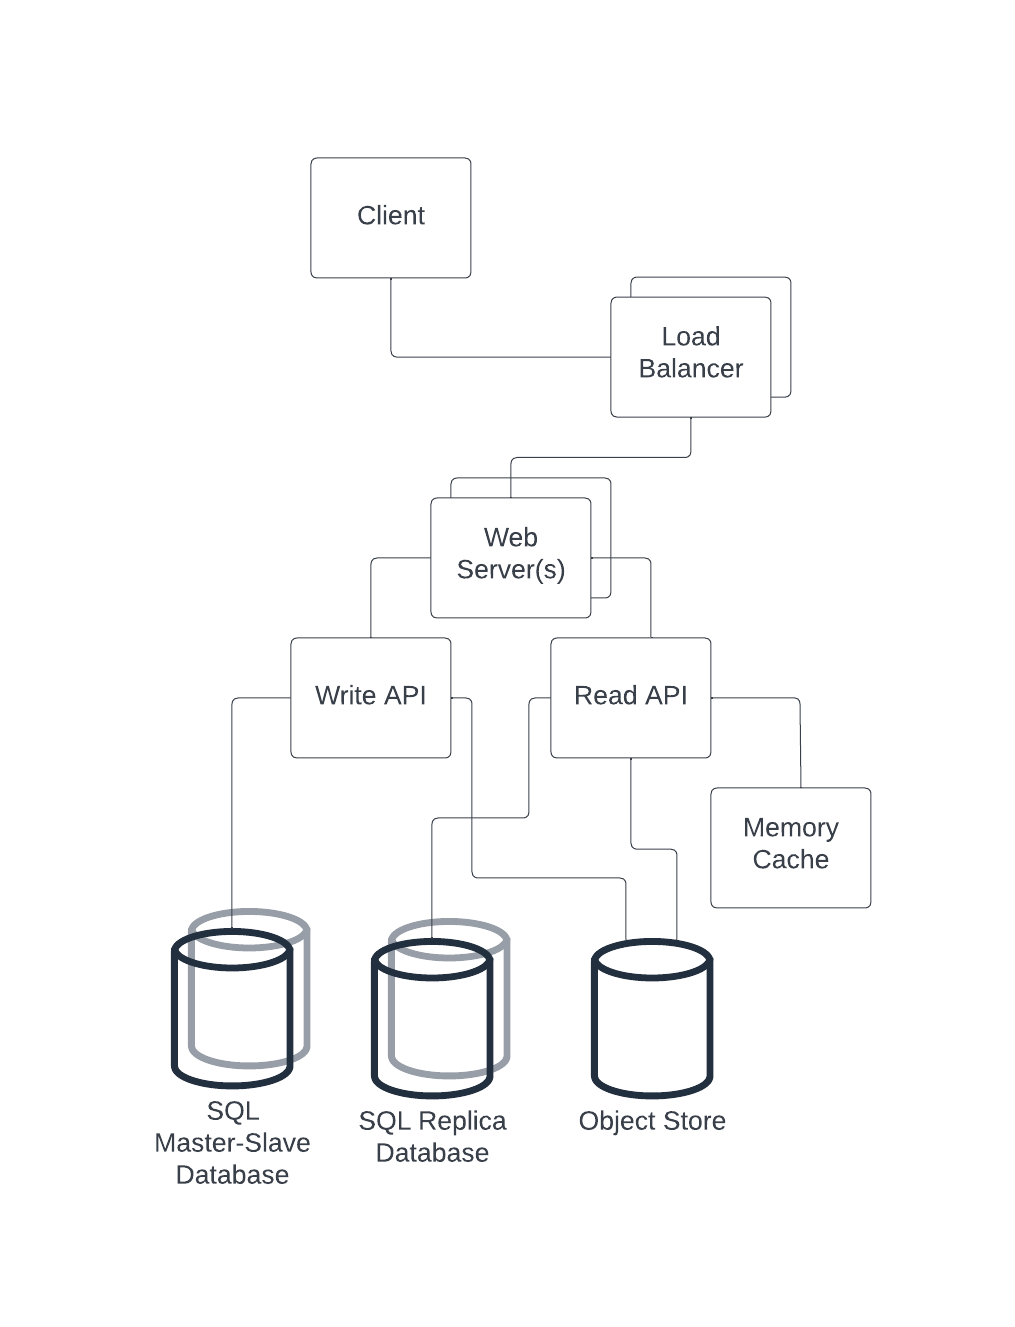 Client
Load
Balancer
Web
Server(s)
Write API
Read API
Memory
Cache
SQL
Master-Slave
Database
SQL Replica
Database
Object Store